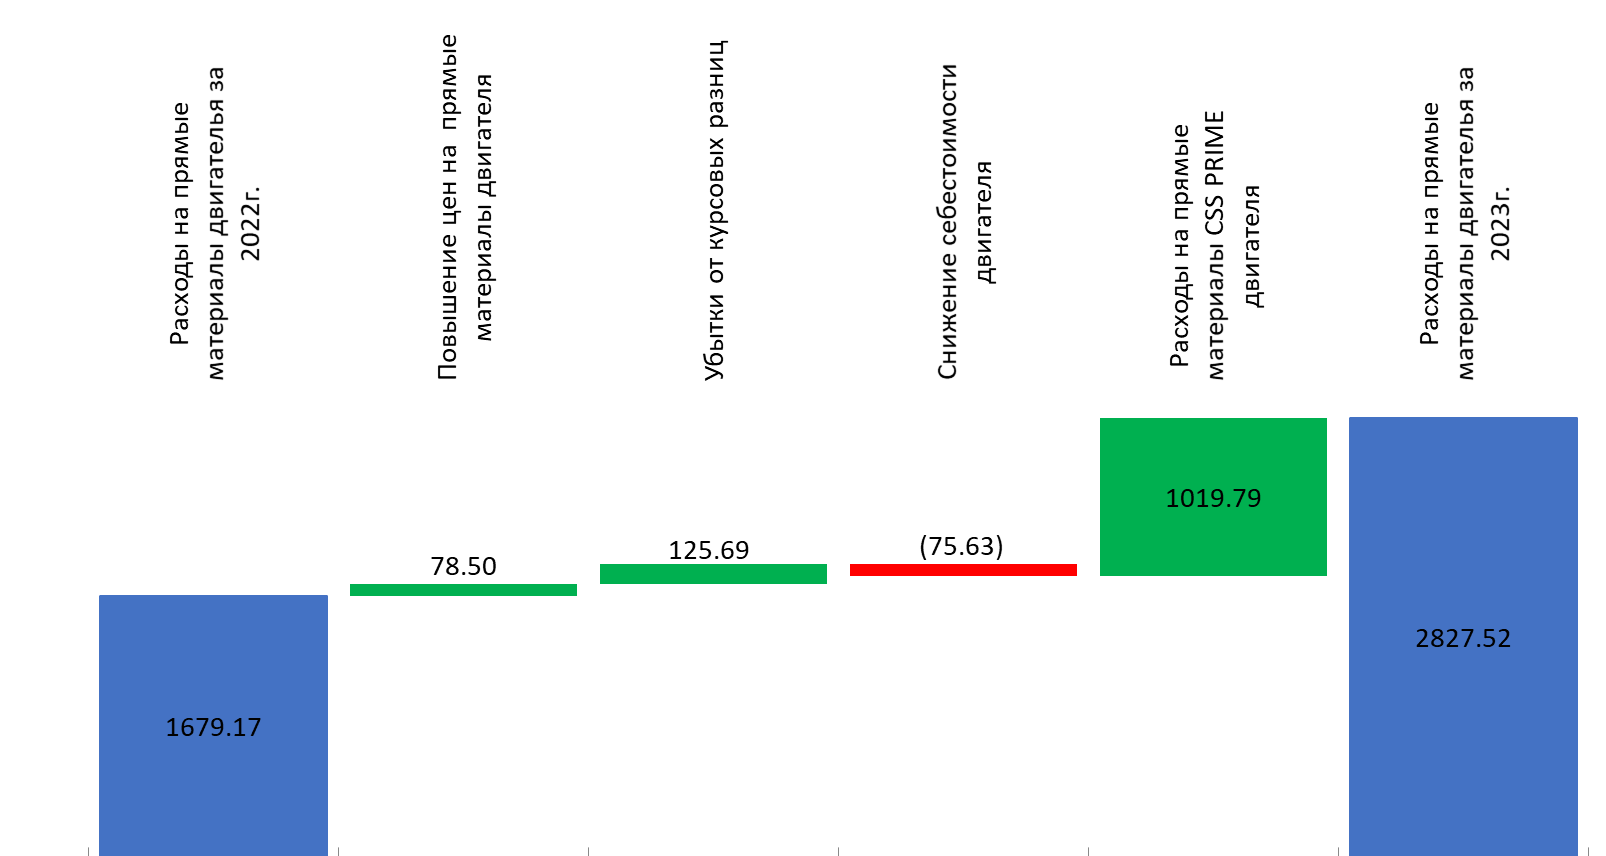 Расходы на прямые
материалы двигателья за
2022г.
Повышение цен на прямые
материалы двигателя
Убытки от курсовых разниц
Снижение себестоимости
двигателя
Расходы на прямые
материалы CSS PRIME
двигателя
Расходы на прямые
материалы двигателья за
2023г.
1679.17
78.50
125.69
(75.63)
1019.79
2827.52